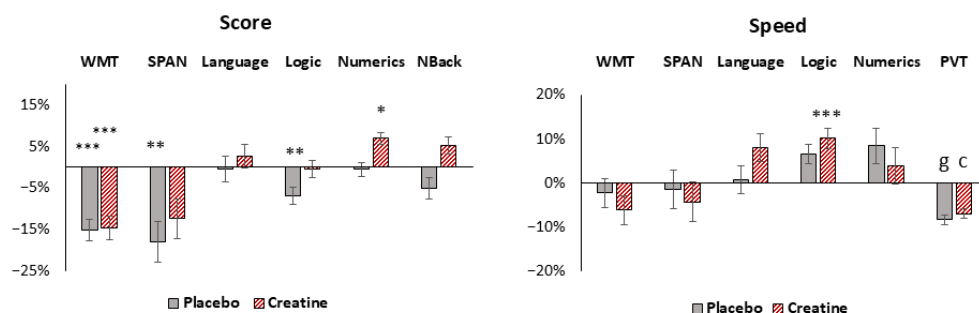 Score
WMT SPAN Language Logic Numerics NBack
15%
5%
−5%
−15%
−25%
*** *** ** ** *
Placebo Creatine
Speed
WMT SPAN Language Logic Numerics PVT
20%
10%
0%
−10%
−20%
*** g c
Placebo Creatine